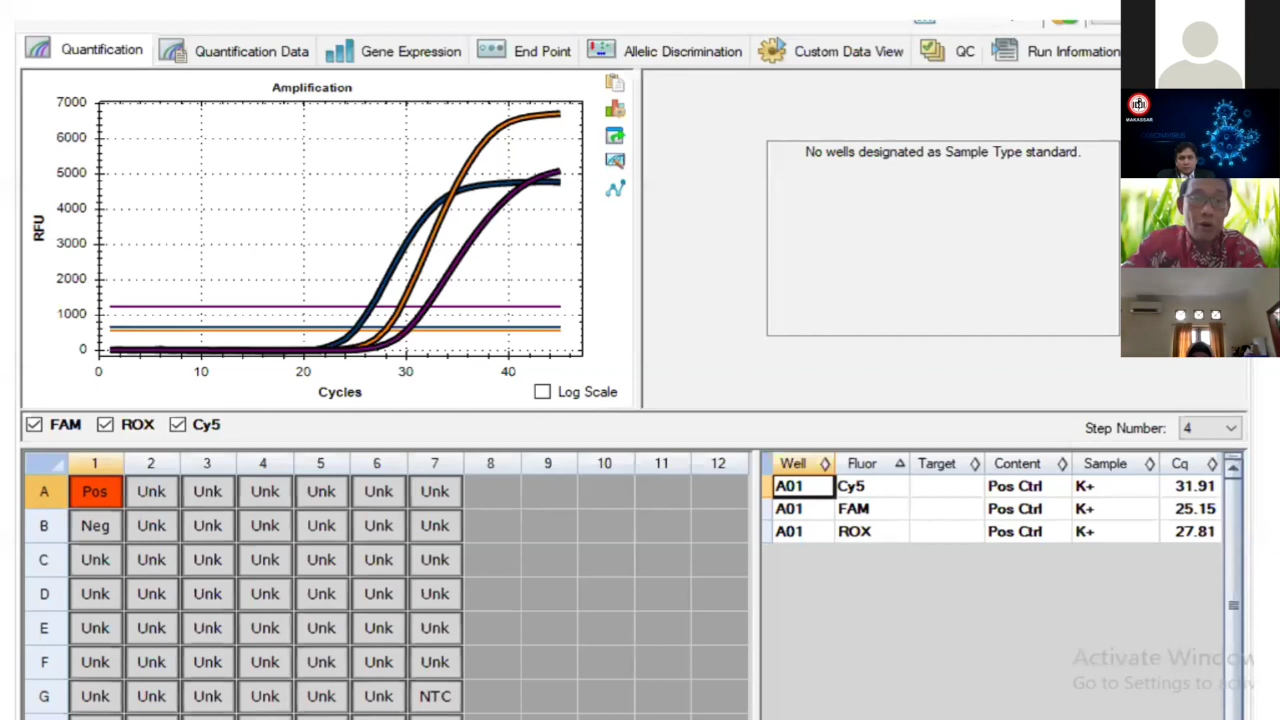 Quantification Quantification Data Gene Expression End Point Allelic Discrimination Custom Data View QC Run Information
Amplification
7000
6000
5000
4000
3000
2000
1000
0
RFU
0 10 20 30 40
Cycles
Log Scale
No wells designated as Sample Type standard.
MAKASSAR
FAM ROX Cy5
Step Number: 4
1 2 3 4 5 6 7 8 9 10 11 12
A Pos Unk Unk Unk Unk Unk Unk
B Neg Unk Unk Unk Unk Unk Unk
C Unk Unk Unk Unk Unk Unk Unk
D Unk Unk Unk Unk Unk Unk Unk
E Unk Unk Unk Unk Unk Unk Unk
F Unk Unk Unk Unk Unk Unk Unk
G Unk Unk Unk Unk Unk Unk NTC
Well Fluor Target Content Sample Cq
A01 Cy5 Pos Ctrl K+ 31.91
A01 FAM Pos Ctrl K+ 25.15
A01 ROX Pos Ctrl K+ 27.81
Activate Windo
Go to Settings to